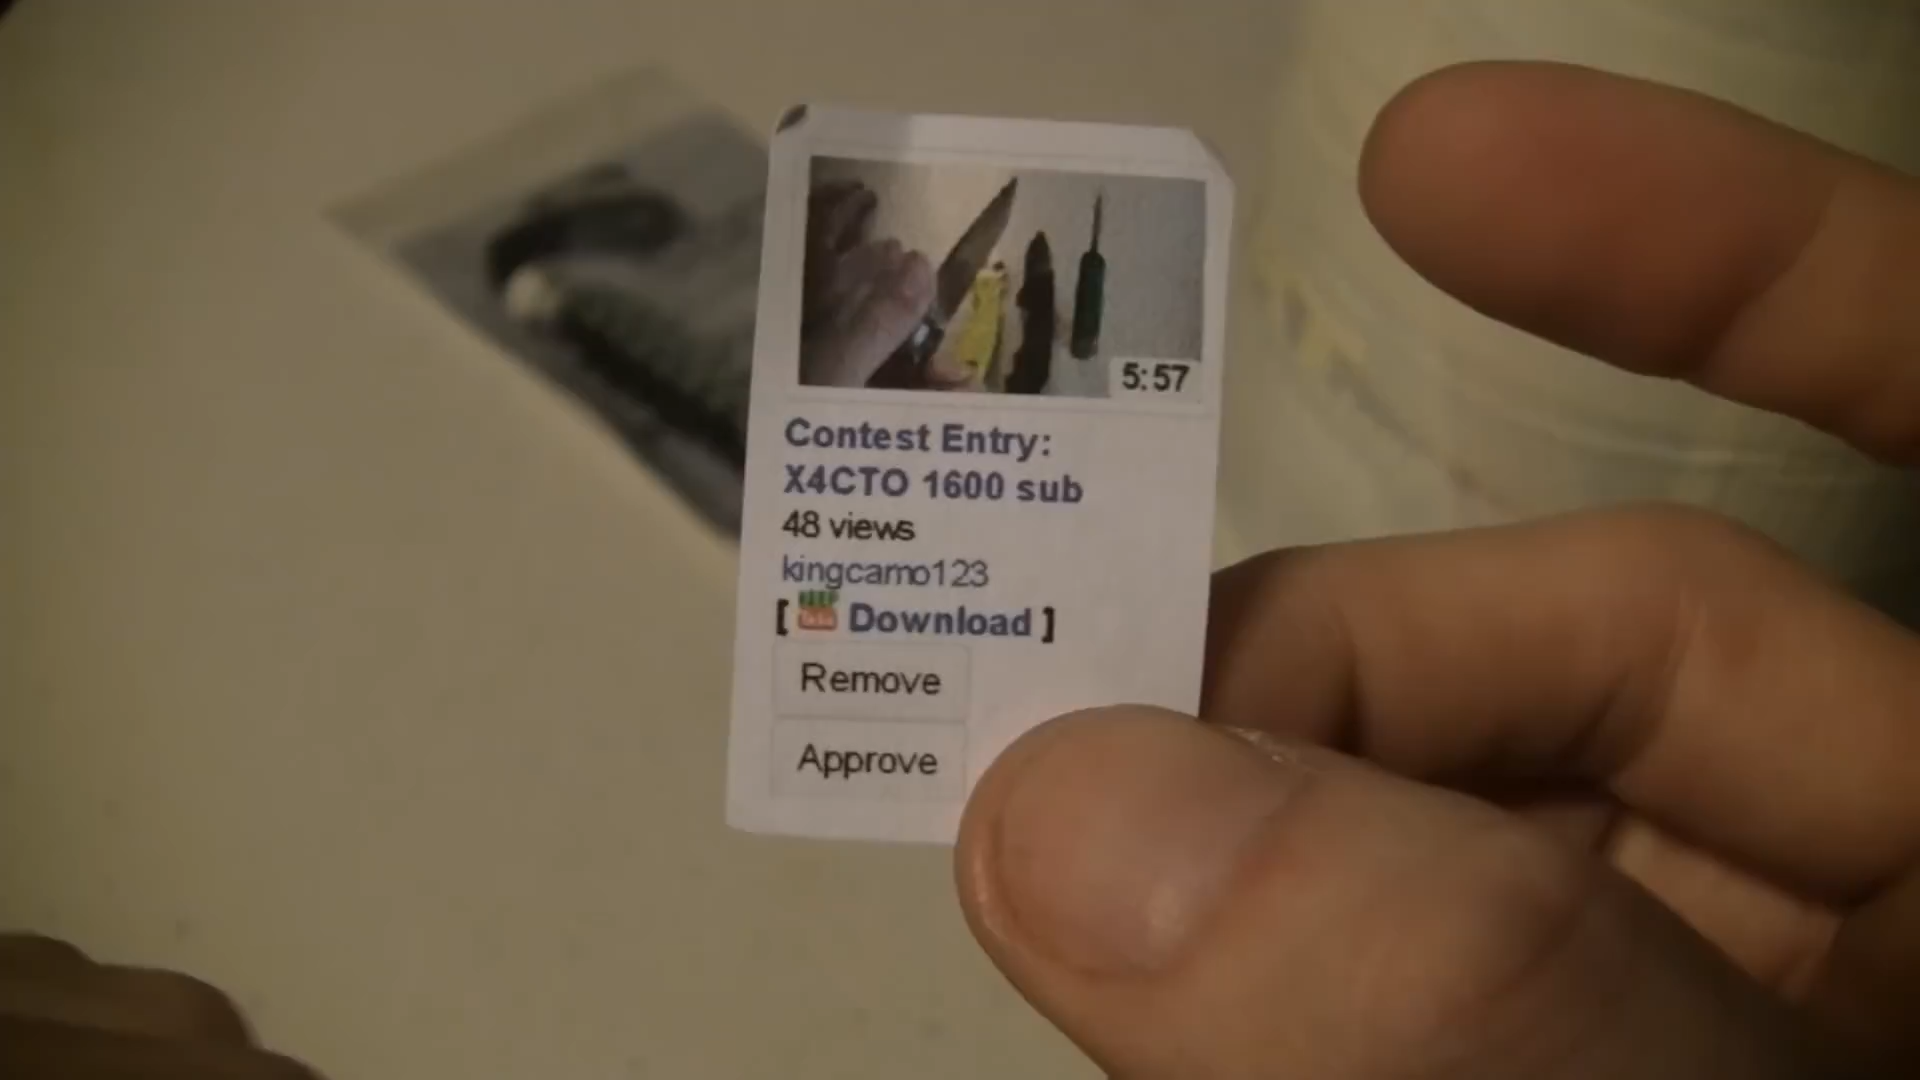 5:57
Contest Entry:
X4CTO 1600 sub
48 views
kingcamo123
[ Download ]
Remove
Approve